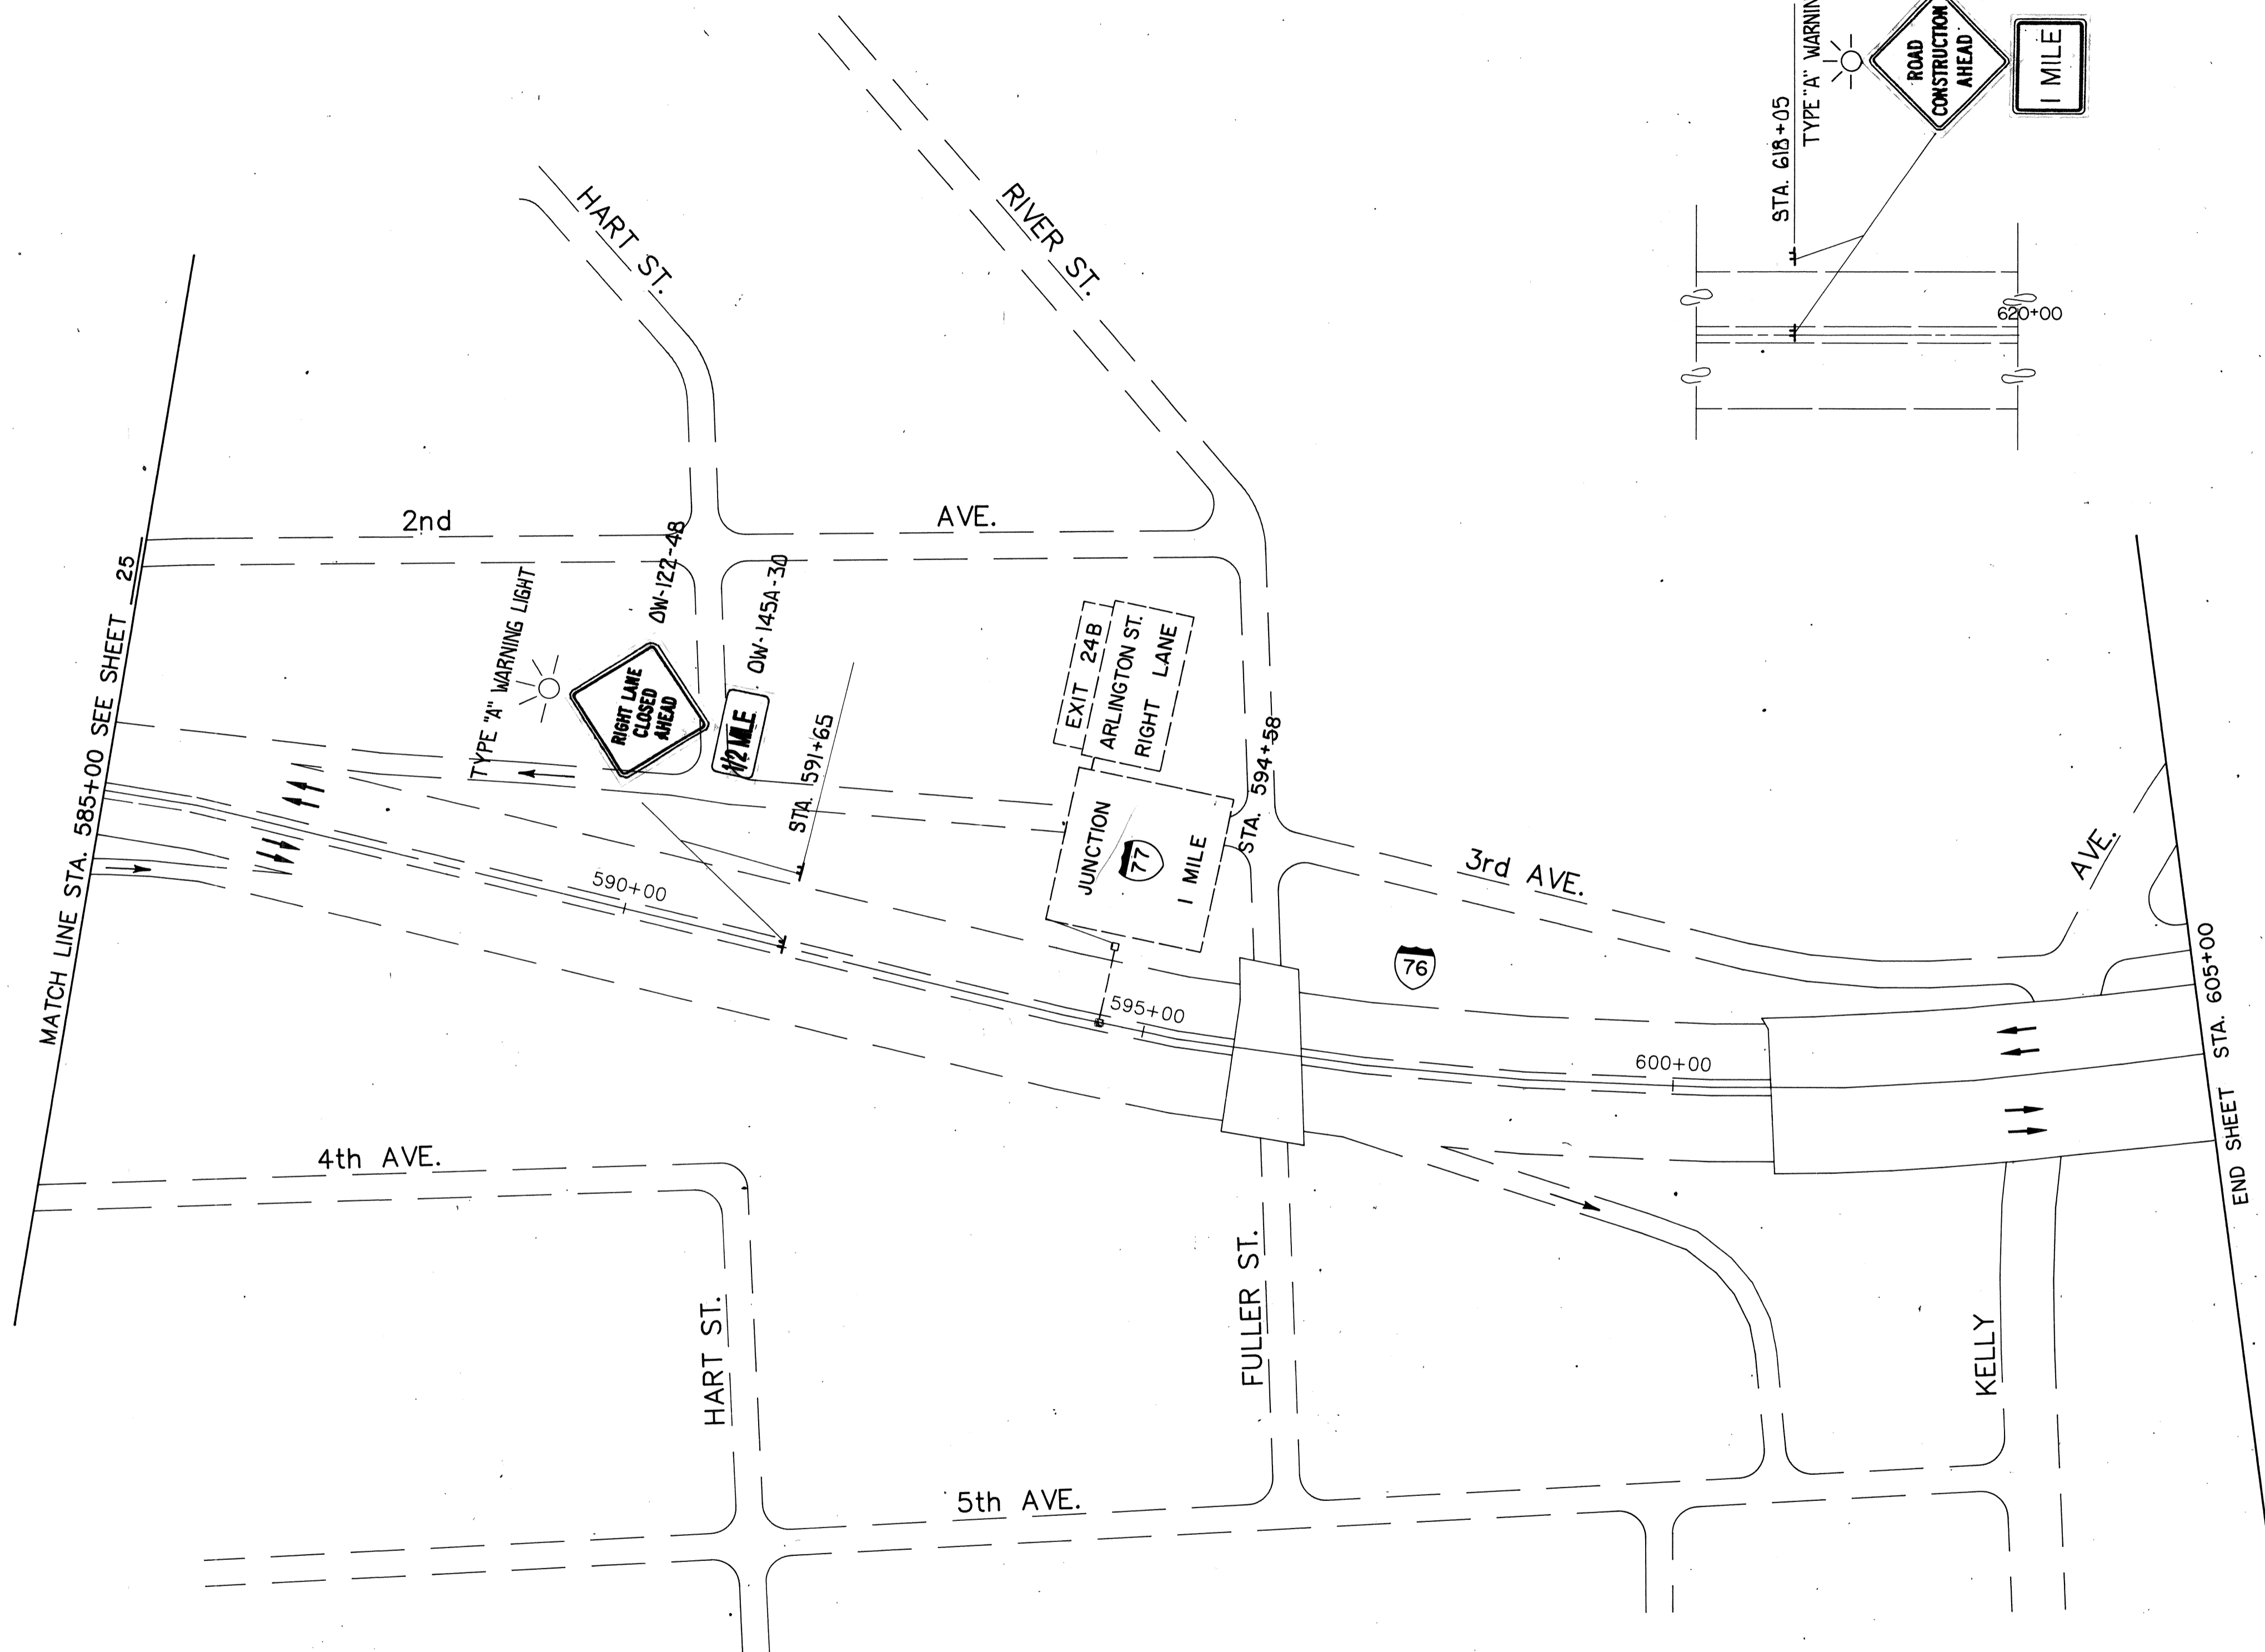 HART ST.
RIVER ST.
STA. 618+05
ROAD
CONSTRUCTION
AHEAD
1 MILE
620+00
2nd AVE.
MATCH LINE STA. 585+00 SEE SHEET 25
TYPE "A" WARNING LIGHT
OW-122-48
RIGHT LANE
CLOSED
AHEAD
OW-145A-30
1/2 MILE
STA. 591+65
EXIT 24B
ARLINGTON ST.
RIGHT LANE
JUNCTION
77
1 MILE
STA. 594+58
TYPE "A"
3rd AVE.
AVE.
590+00
76
595+00
600+00
END SHEET STA. 605+00
4th AVE.
HART ST.
FULLER ST.
KELLY
5th AVE.